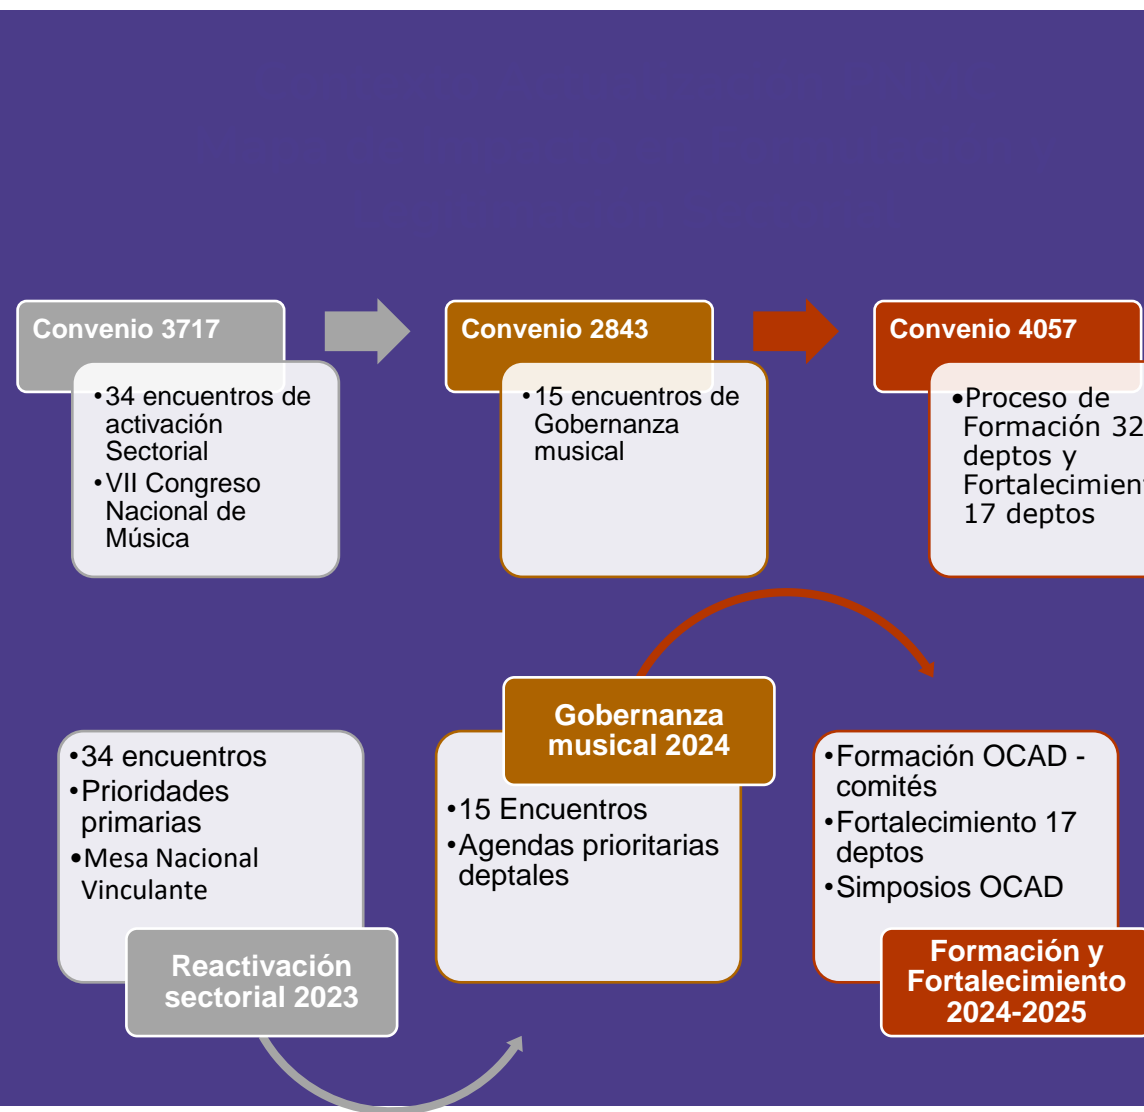 Convenio 3717
•34 encuentros de
activación
Sectorial
•VII Congreso
Nacional de
Música
Convenio 2843
•15 encuentros de
Gobernanza
musical
Convenio 4057
•Proceso de
Formación 32
deptos y
17 deptos
•34 encuentros
•Prioridades
primarias
•Mesa Nacional
Vinculante
Reactivación
sectorial 2023
Gobernanza
musical 2024
•15 Encuentros
•Agendas prioritarias
deptales
•Formación OCAD -
comités
•Fortalecimiento 17
deptos
•Simposios OCAD
Formación y
Fortalecimiento
2024-2025